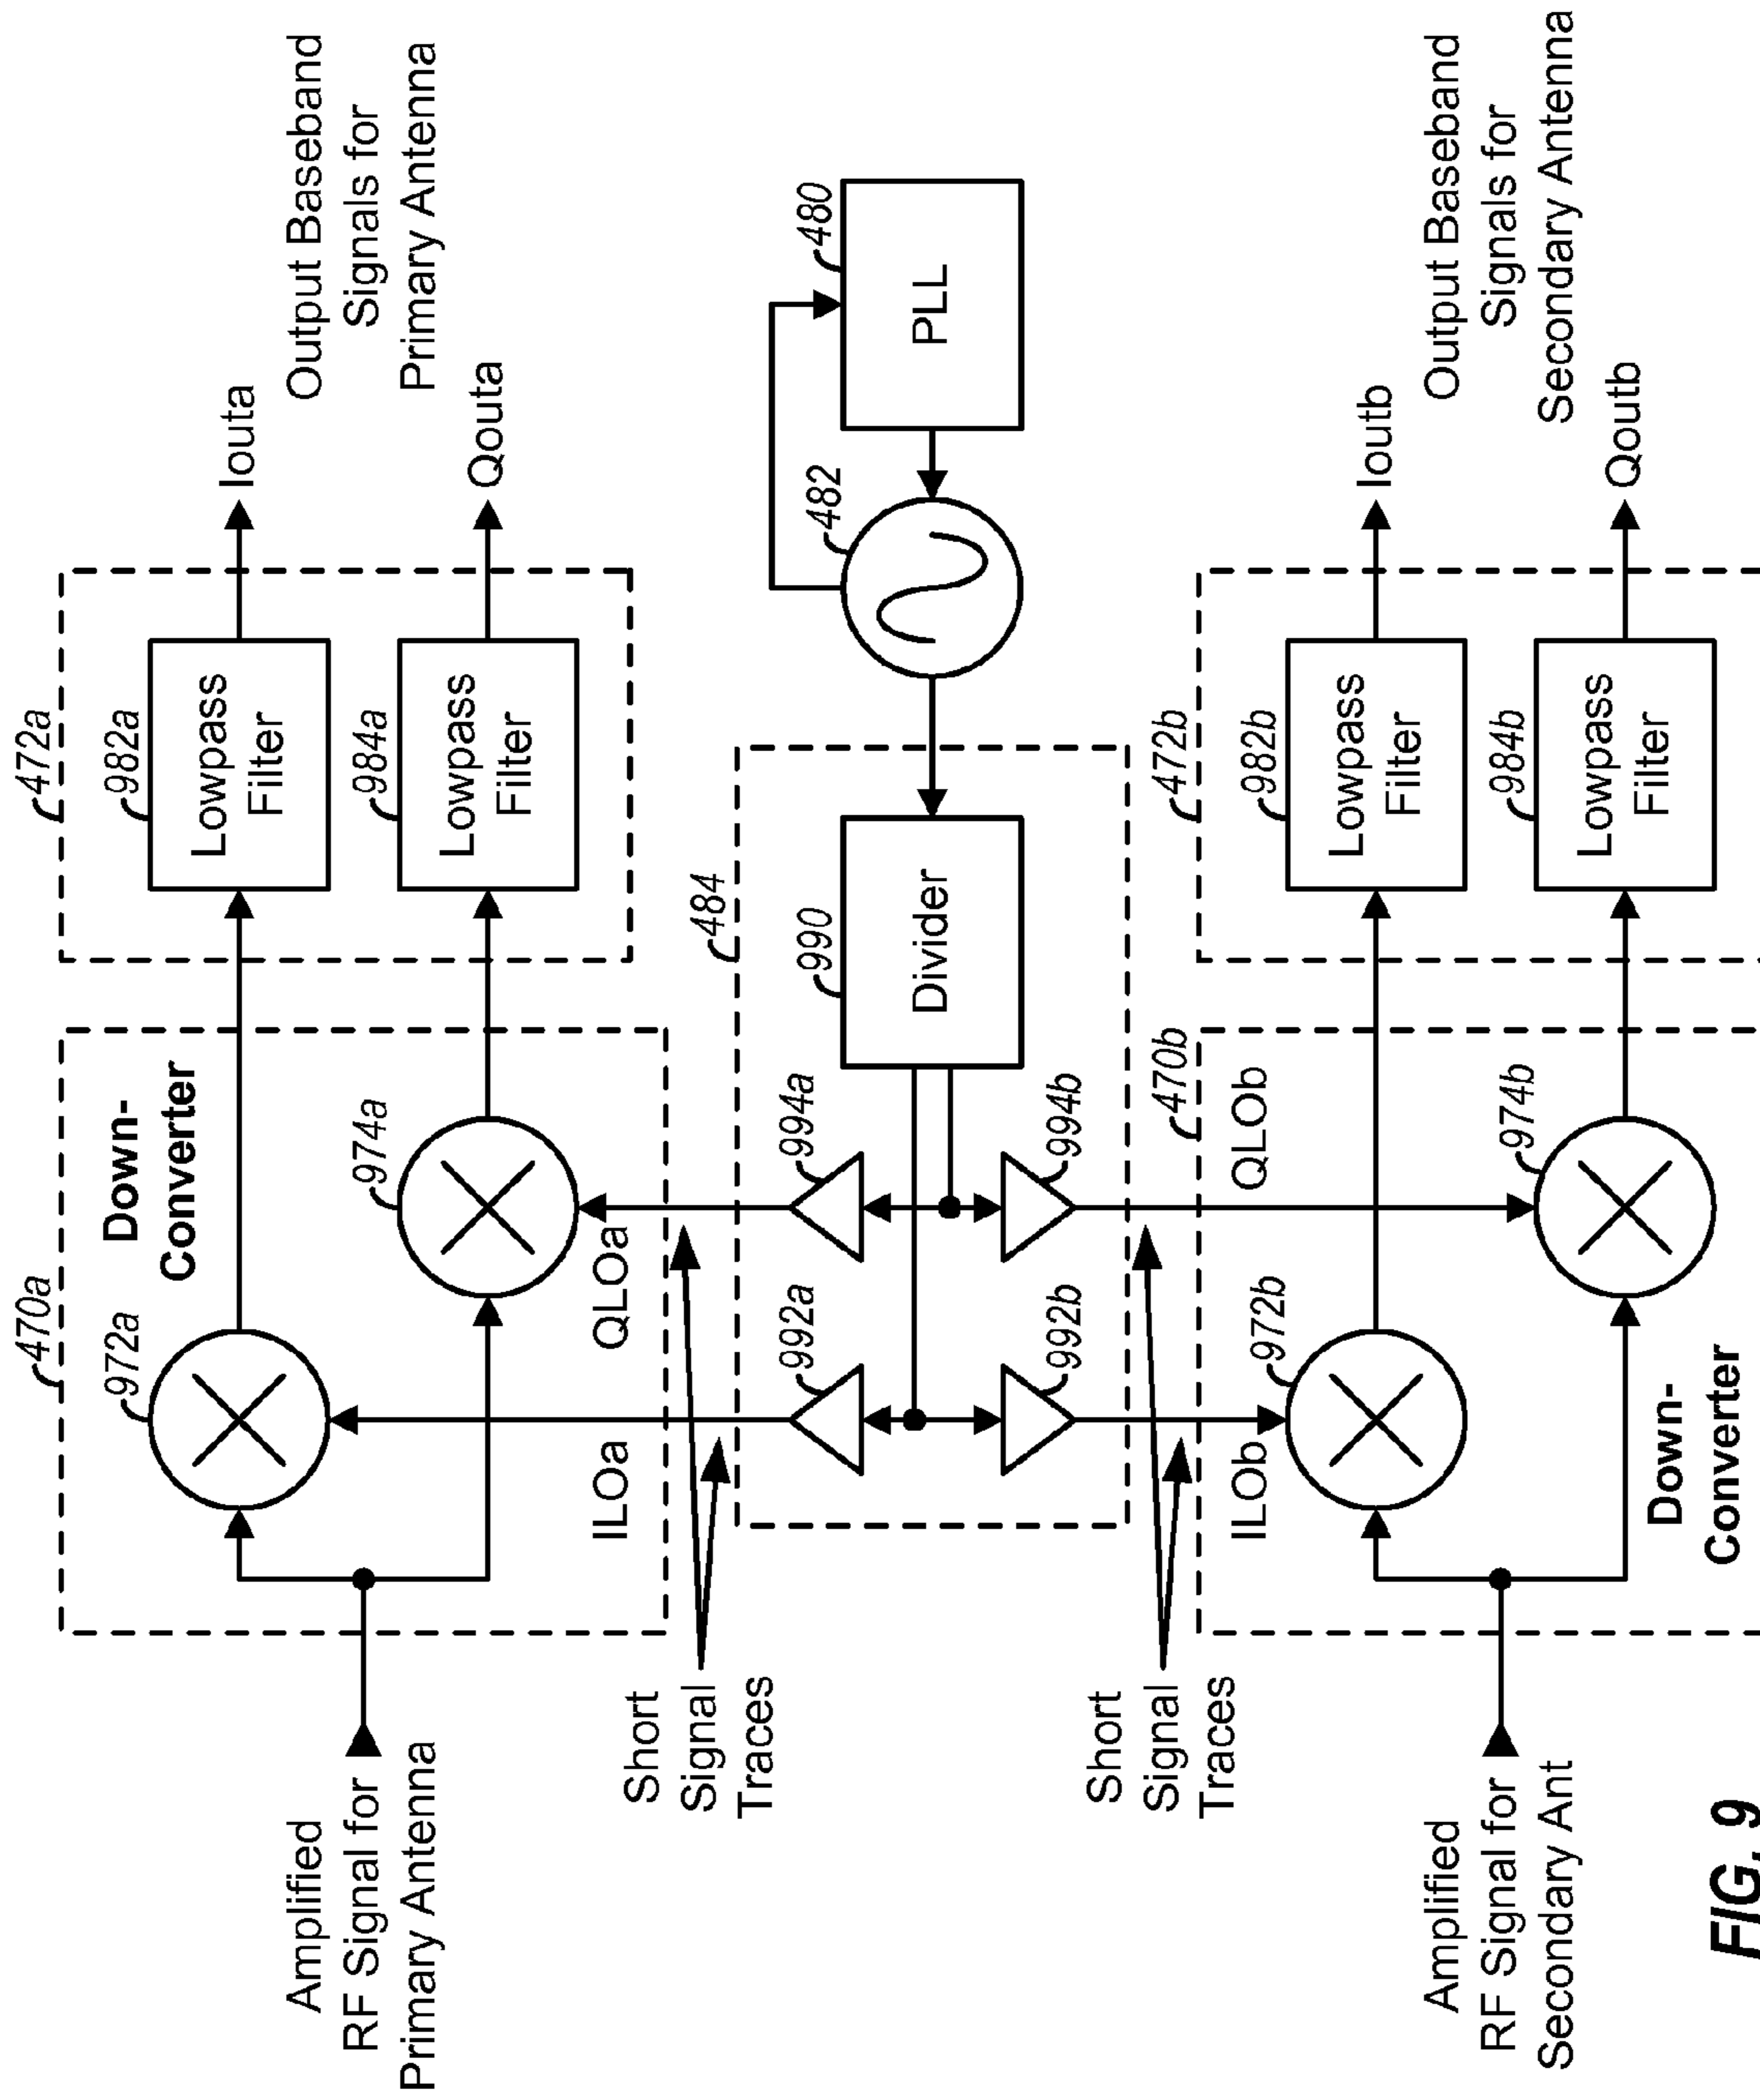 470a
972a
Down-
Converter
974a
472a
982a
Lowpass
Filter
984a
Lowpass
Filter
Iouta
Qouta
Output Baseband
Signals for
Primary Antenna
Amplified
RF Signal for
Primary Antenna
ILOa
QLOa
Short
Signal
Traces
992a
994a
484
990
Divider
482
480
PLL
992b
994b
Short
Signal
Traces
ILOb
QLOb
470b
972b
974b
Down-
Converter
472b
982b
Lowpass
Filter
984b
Lowpass
Filter
Ioutb
Qoutb
Output Baseband
Signals for
Secondary Antenna
Amplified
RF Signal for
Secondary Ant
FIG. 9